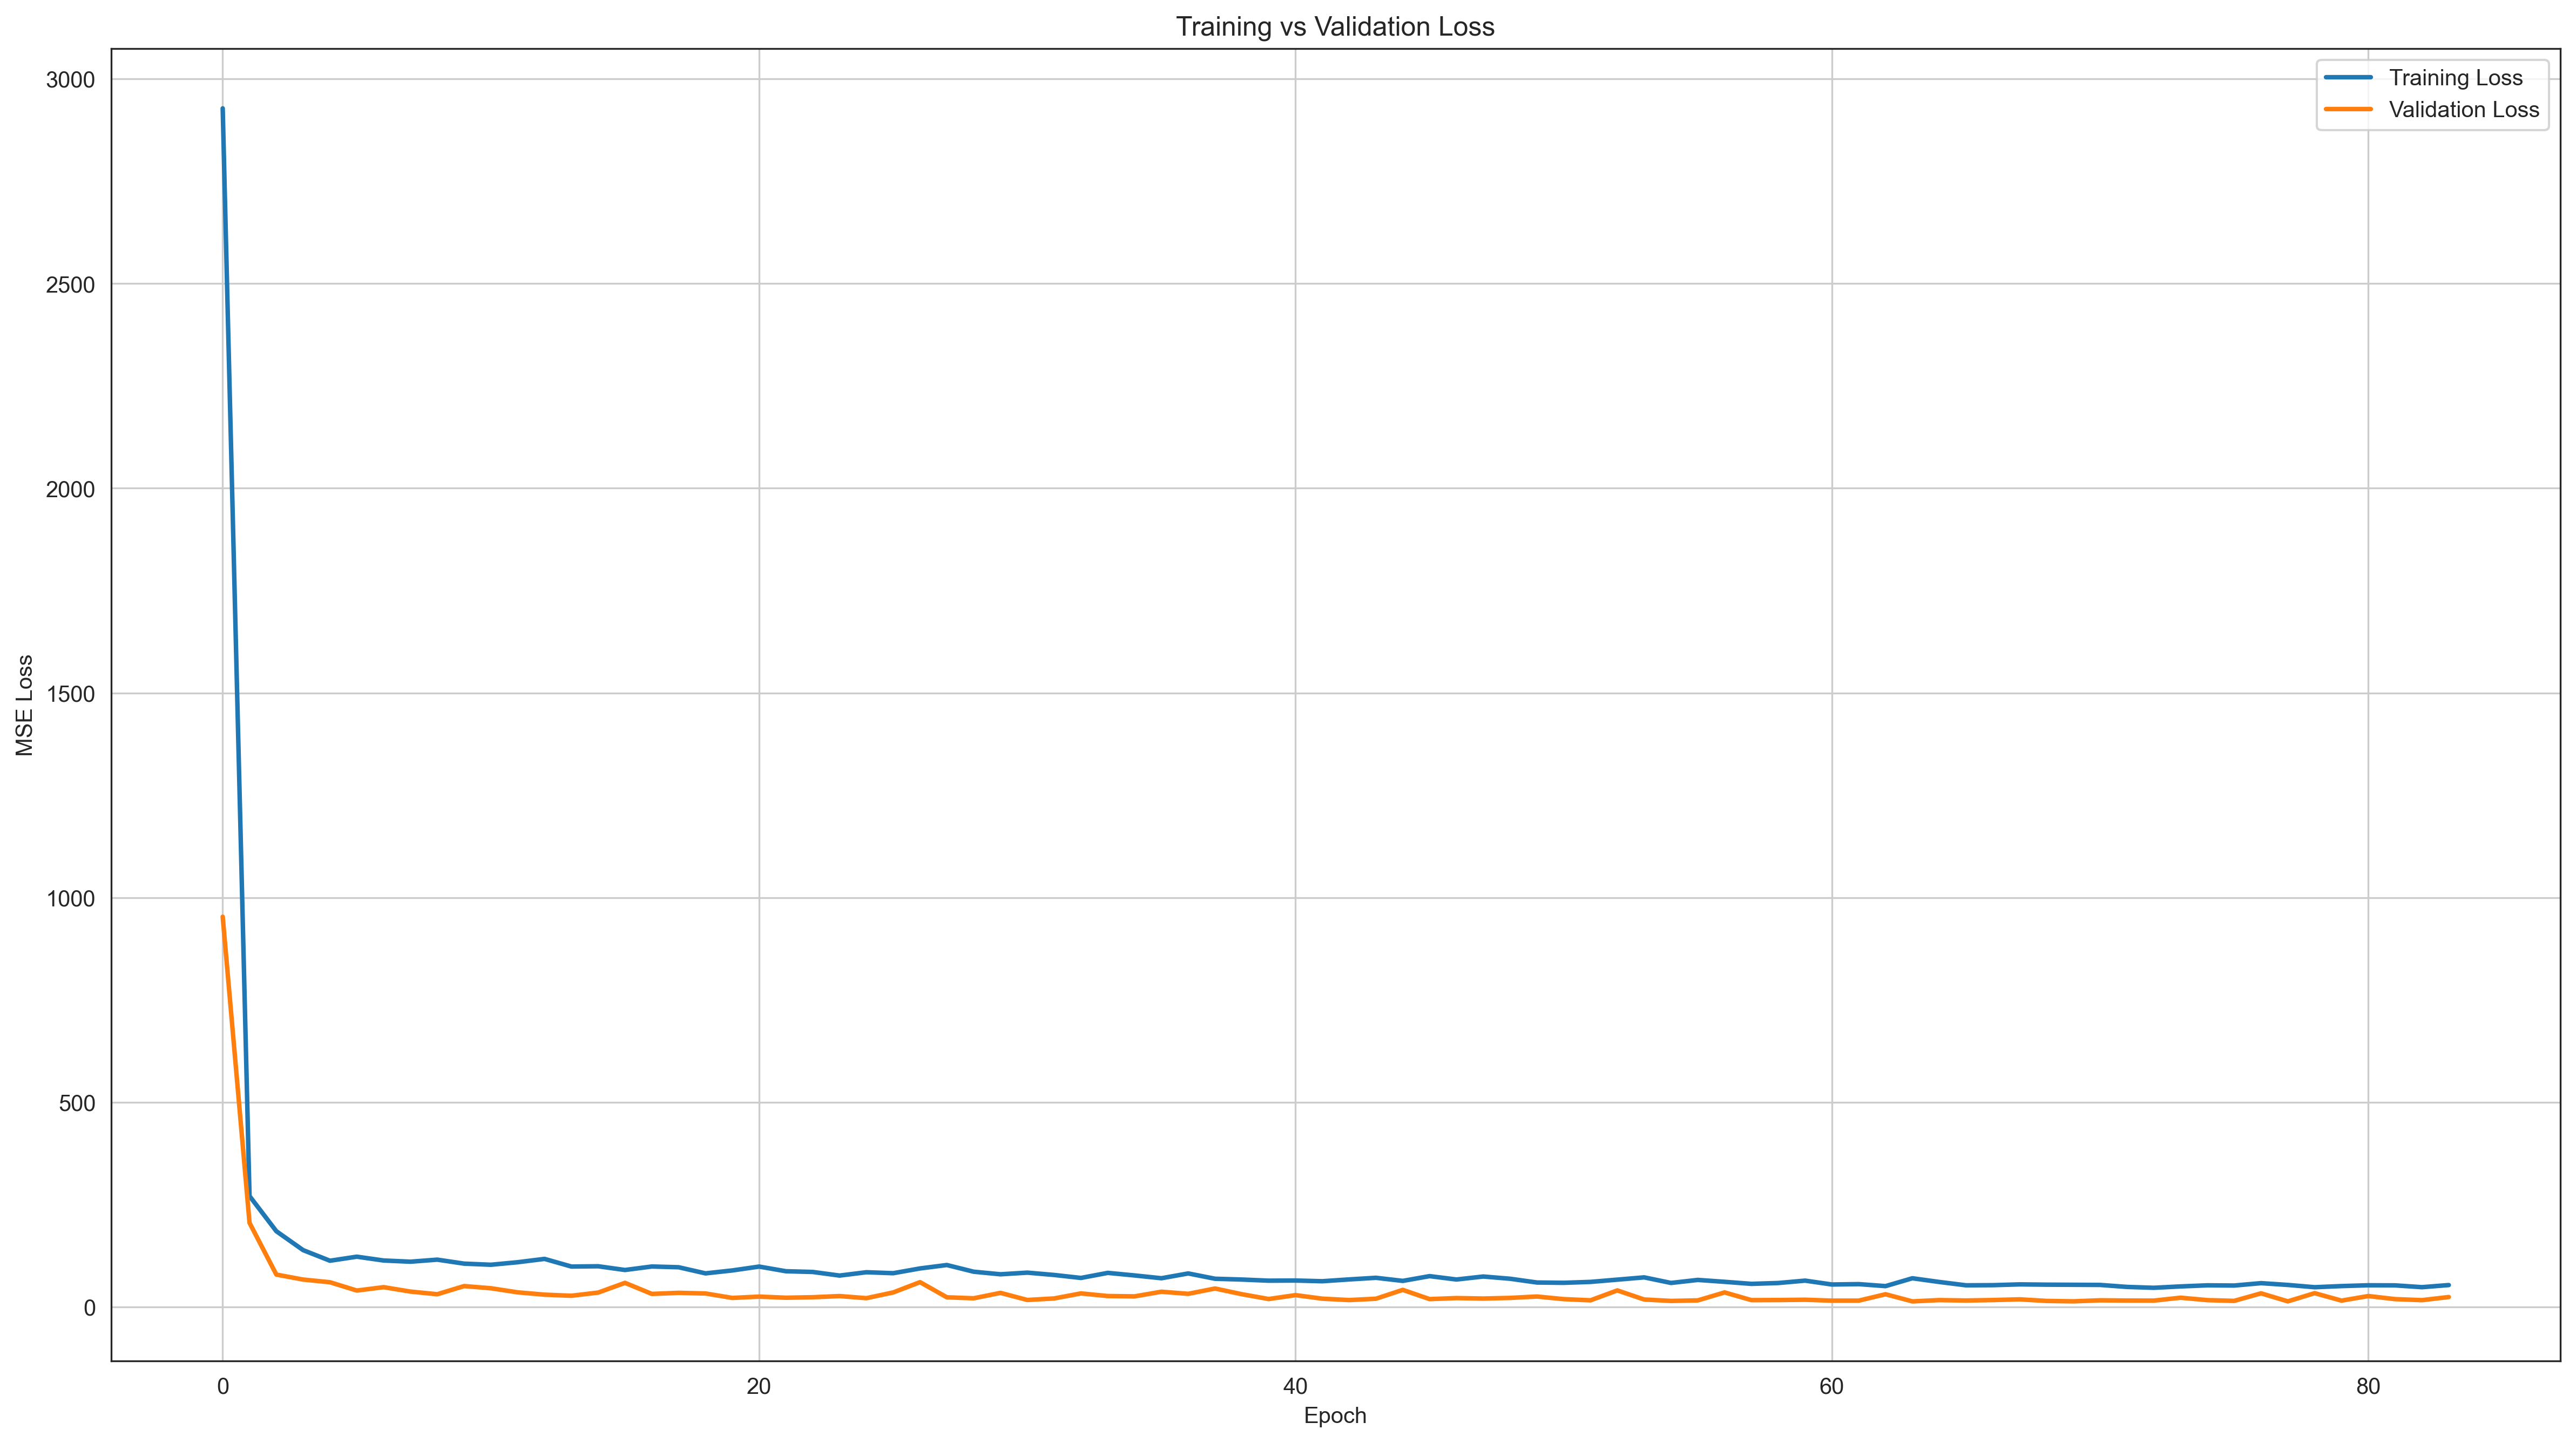 Training vs Validation Loss
3000
Training Loss
Validation Loss
2500
2000
1500
MSE Loss
1000
500
0
0 20 40 60 80
Epoch